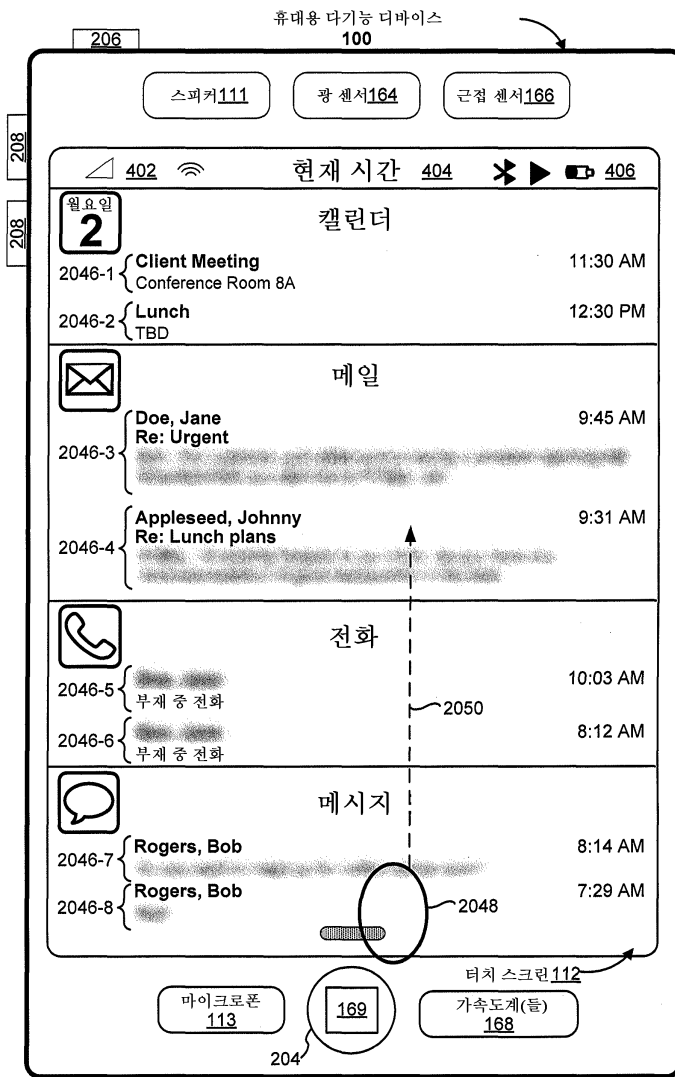 휴대용 다기능 디바이스
100
206
스피커111
광 센서164
근접 센서166
208
208
402
현재 시간 404
406
월요일
2
캘린더
2046-1
Client Meeting
11:30 AM
Conference Room 8A
2046-2
Lunch
12:30 PM
TBD
메일
Doe, Jane
9:45 AM
Re: Urgent
2046-3
Appleseed, Johnny
9:31 AM
Re: Lunch plans
2046-4
전화
2046-5
10:03 AM
부재 중 전화
2050
2046-6
8:12 AM
부재 중 전화
메시지
2046-7
Rogers, Bob
8:14 AM
2046-8
Rogers, Bob
7:29 AM
2048
터치 스크린112
마이크로폰
113
169
가속도계(들)
168
204